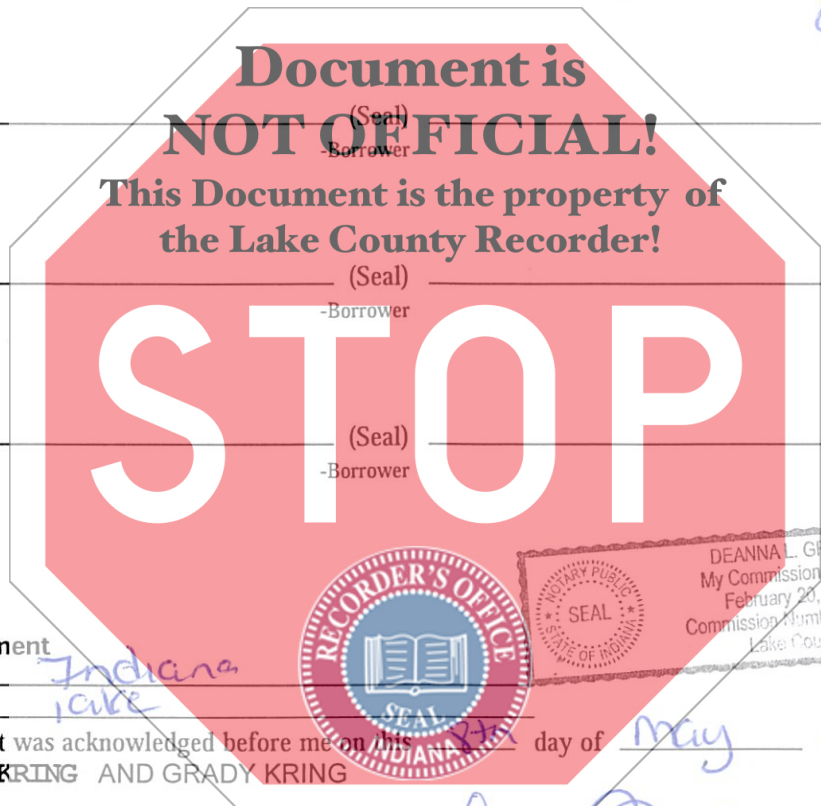 Document is
(Seal)
NOT OFFICIAL!
-Borrower
This Document is the property of
the Lake County Recorder!
(Seal)
-Borrower
STOP
(Seal)
-Borrower
DEANNA L.
My Commission
February 20,
Commission
Lake
NOTARY PUBLIC
SEAL
STATE OF INDIANA
RECORDER'S OFFICE
SEAL
INDIANA
Indiana
Lake
was acknowledged before me on this 8th day of May
KRING AND GRADY KRING